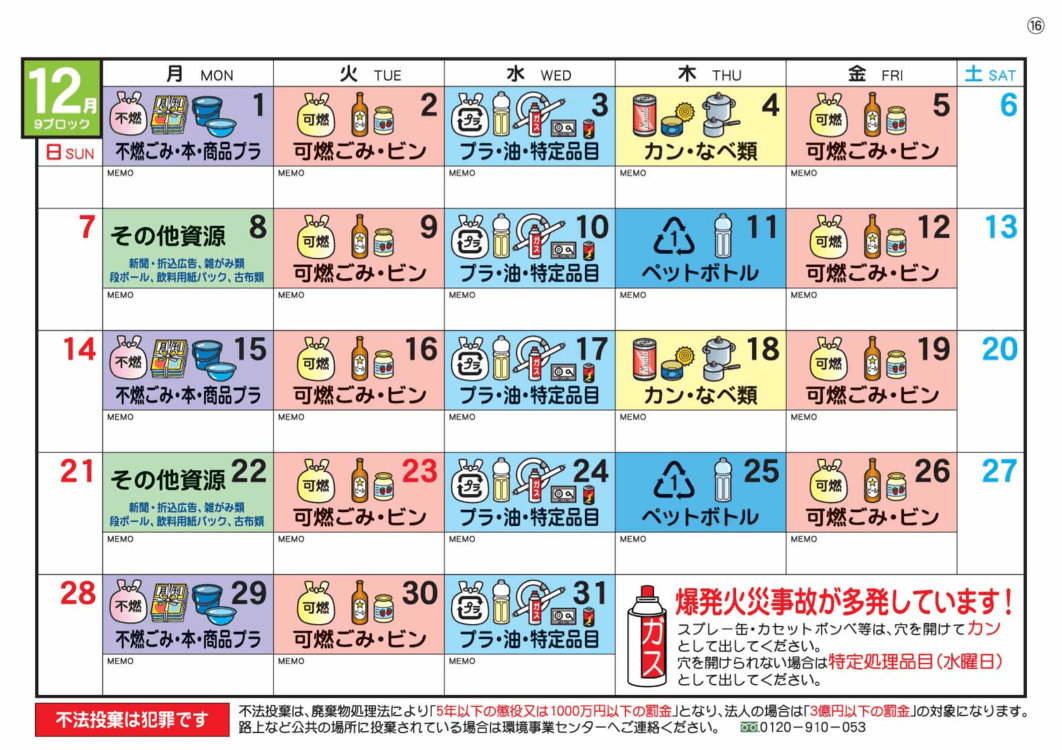 ⑯
12月
9ブロック
日 SUN
月 MON
火 TUE
水 WED
木 THU
金 FRI
土 SAT
不燃 1
不燃ごみ・本・商品プラ
MEMO
可燃 2
可燃ごみ・ビン
MEMO
プラ ガス 3
プラ・油・特定品目
MEMO
4
カン・なべ類
MEMO
可燃 5
可燃ごみ・ビン
MEMO
6
7
その他資源 8
新聞・折込広告、雑がみ類
段ボール、飲料用紙パック、古布類
MEMO
可燃 9
可燃ごみ・ビン
MEMO
プラ ガス 10
プラ・油・特定品目
MEMO
1 11
ペットボトル
MEMO
可燃 12
可燃ごみ・ビン
MEMO
13
14
不燃 15
不燃ごみ・本・商品プラ
MEMO
可燃 16
可燃ごみ・ビン
MEMO
プラ ガス 17
プラ・油・特定品目
MEMO
18
カン・なべ類
MEMO
可燃 19
可燃ごみ・ビン
MEMO
20
21
その他資源 22
新聞・折込広告、雑がみ類
段ボール、飲料用紙パック、古布類
MEMO
可燃 23
可燃ごみ・ビン
MEMO
プラ ガス 24
プラ・油・特定品目
MEMO
1 25
ペットボトル
MEMO
可燃 26
可燃ごみ・ビン
MEMO
27
28
不燃 29
不燃ごみ・本・商品プラ
MEMO
可燃 30
可燃ごみ・ビン
MEMO
プラ ガス 31
プラ・油・特定品目
MEMO
ガス
爆発火災事故が多発しています!
スプレー缶・カセットボンベ等は、穴を開けてカン
として出してください。
穴を開けられない場合は特定処理品目(水曜日)
として出してください。
不法投棄は犯罪です
不法投棄は、廃棄物処理法により「5年以下の懲役又は1000万円以下の罰金」となり、法人の場合は「3億円以下の罰金」の対象になります。
路上など公共の場所に投棄されている場合は環境事業センターへご連絡ください。 0120-910-053